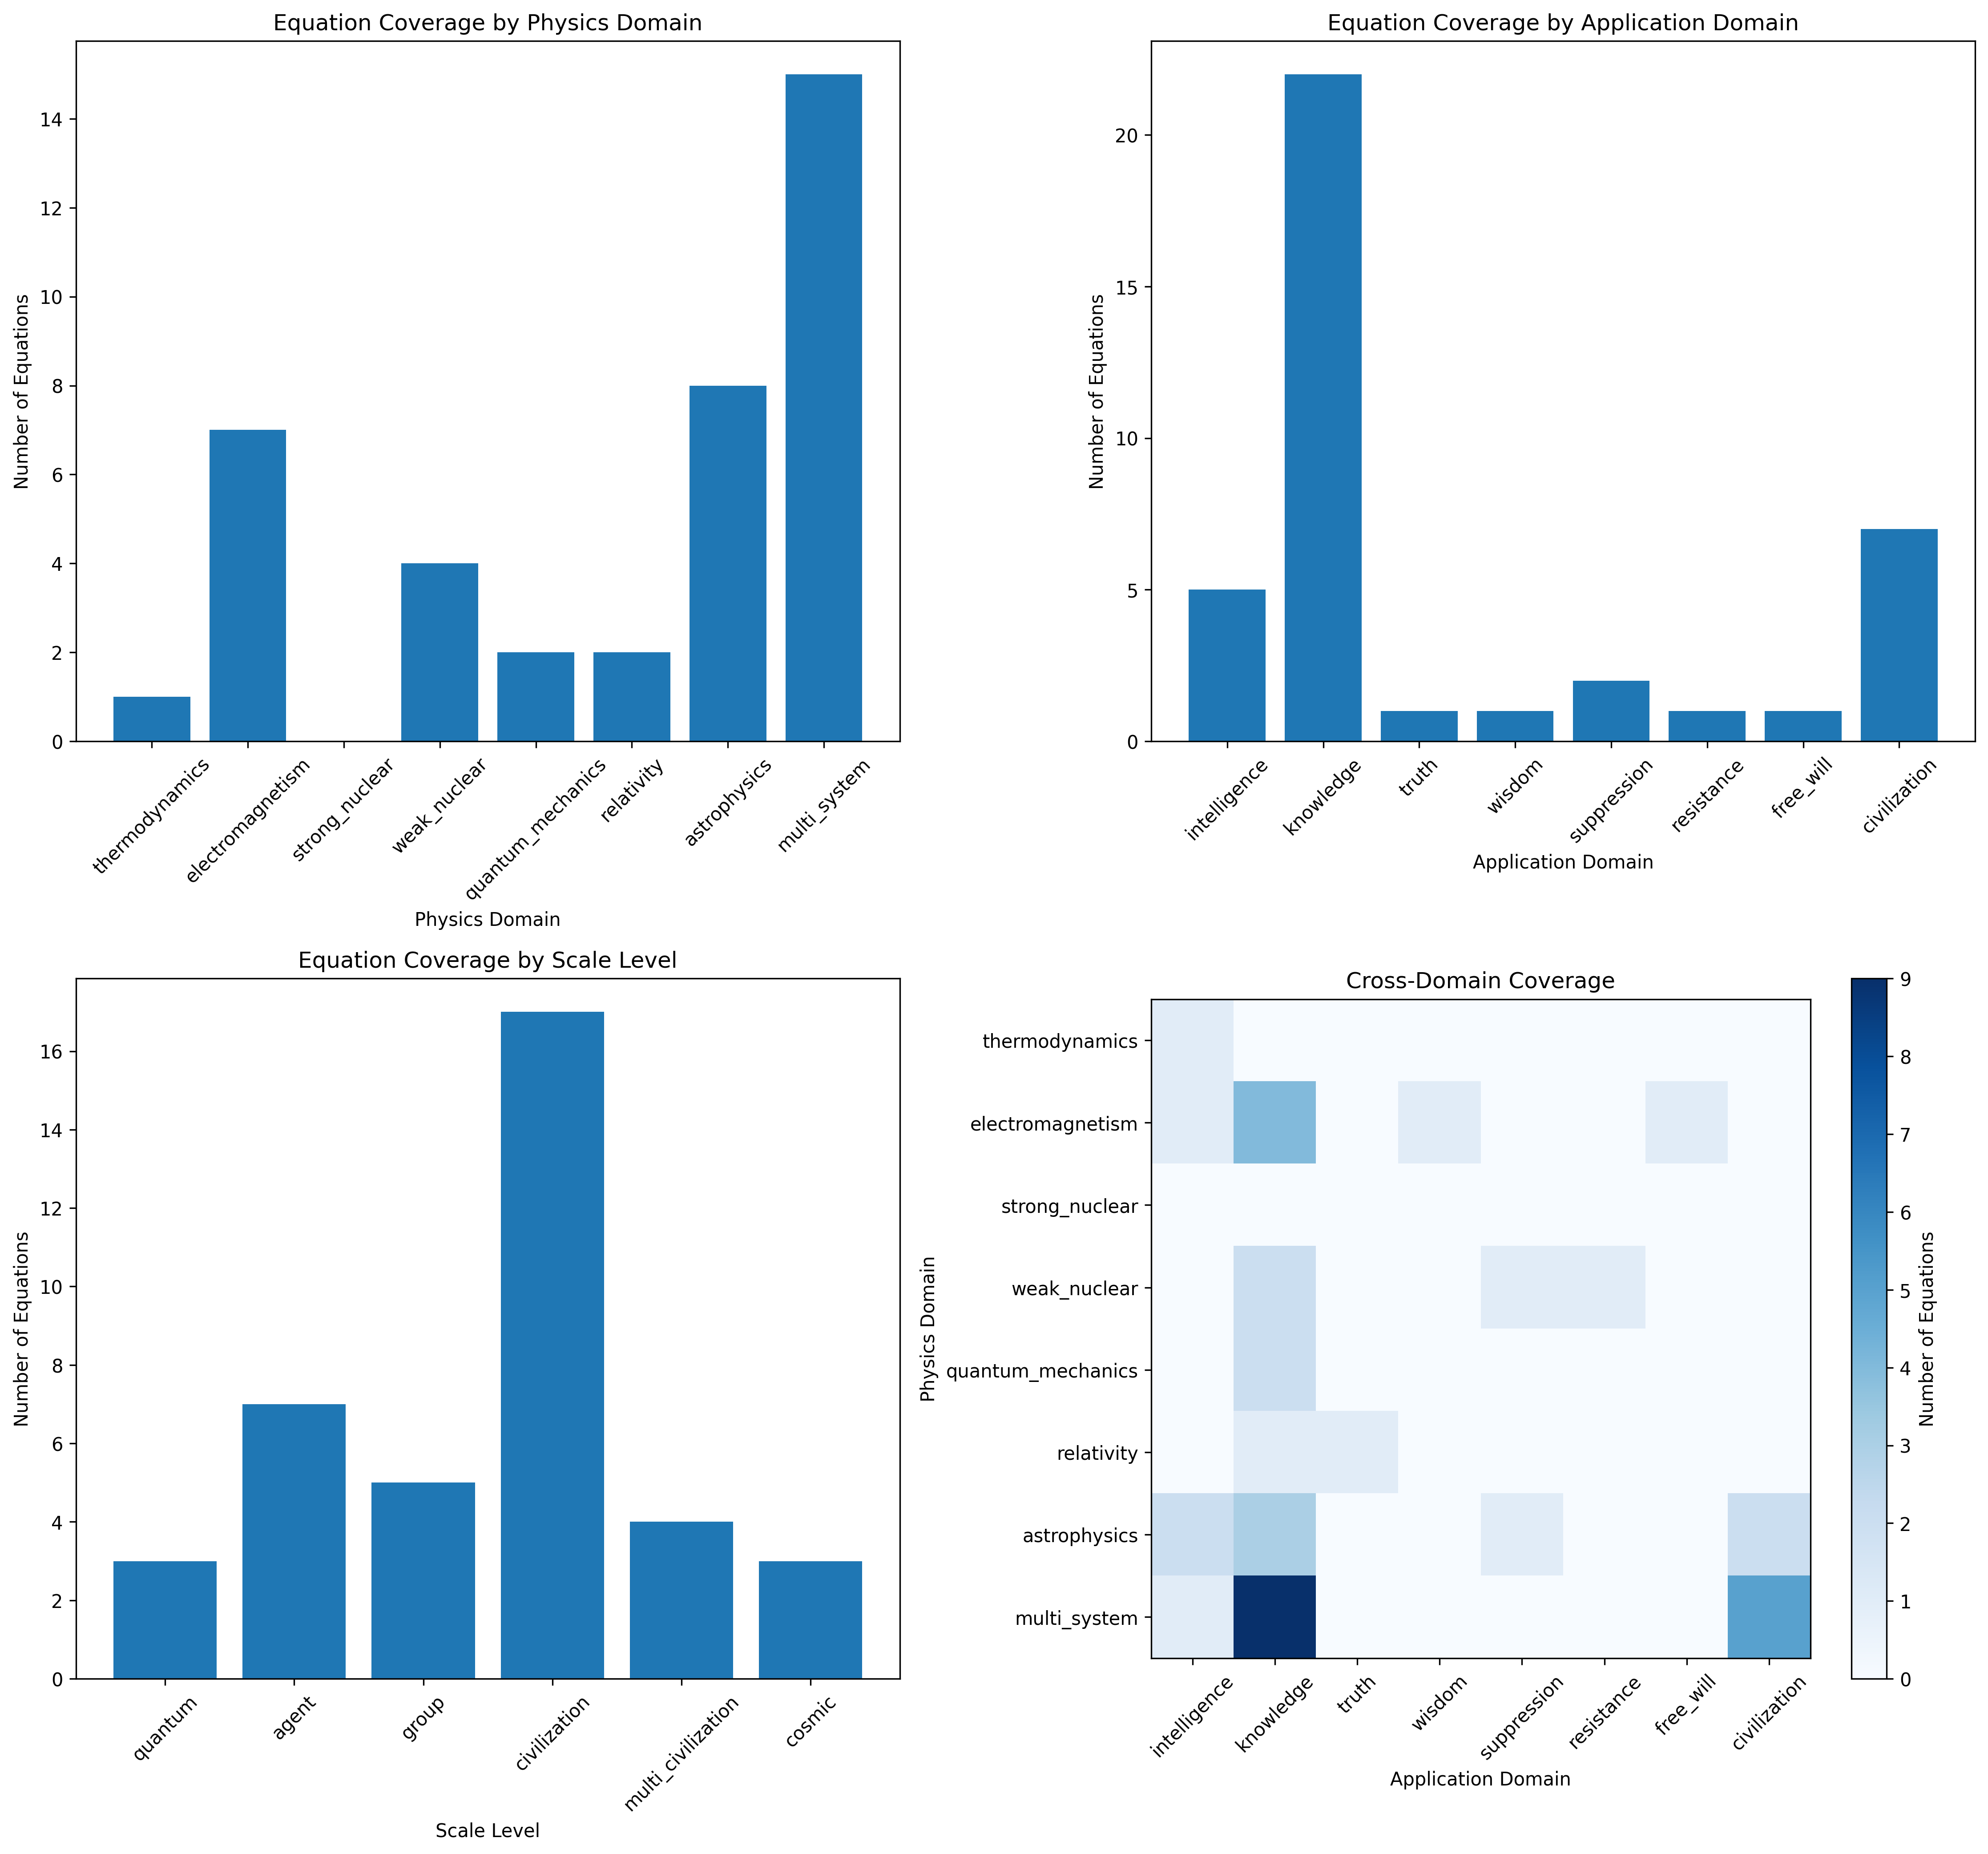 Equation Coverage by Physics Domain
Number of Equations
14
12
10
8
6
4
2
0
thermodynamics
electromagnetism
strong_nuclear
weak_nuclear
quantum_mechanics
relativity
astrophysics
multi_system
Physics Domain
Equation Coverage by Application Domain
Number of Equations
20
15
10
5
0
intelligence
knowledge
truth
wisdom
suppression
resistance
free_will
civilization
Application Domain
Equation Coverage by Scale Level
Number of Equations
16
14
12
10
8
6
4
2
0
quantum
agent
group
civilization
multi_civilization
cosmic
Scale Level
Cross-Domain Coverage
Physics Domain
thermodynamics
electromagnetism
strong_nuclear
weak_nuclear
quantum_mechanics
relativity
astrophysics
multi_system
intelligence
knowledge
truth
wisdom
suppression
resistance
free_will
civilization
Application Domain
9
8
7
6
5
4
3
2
1
0
Number of Equations